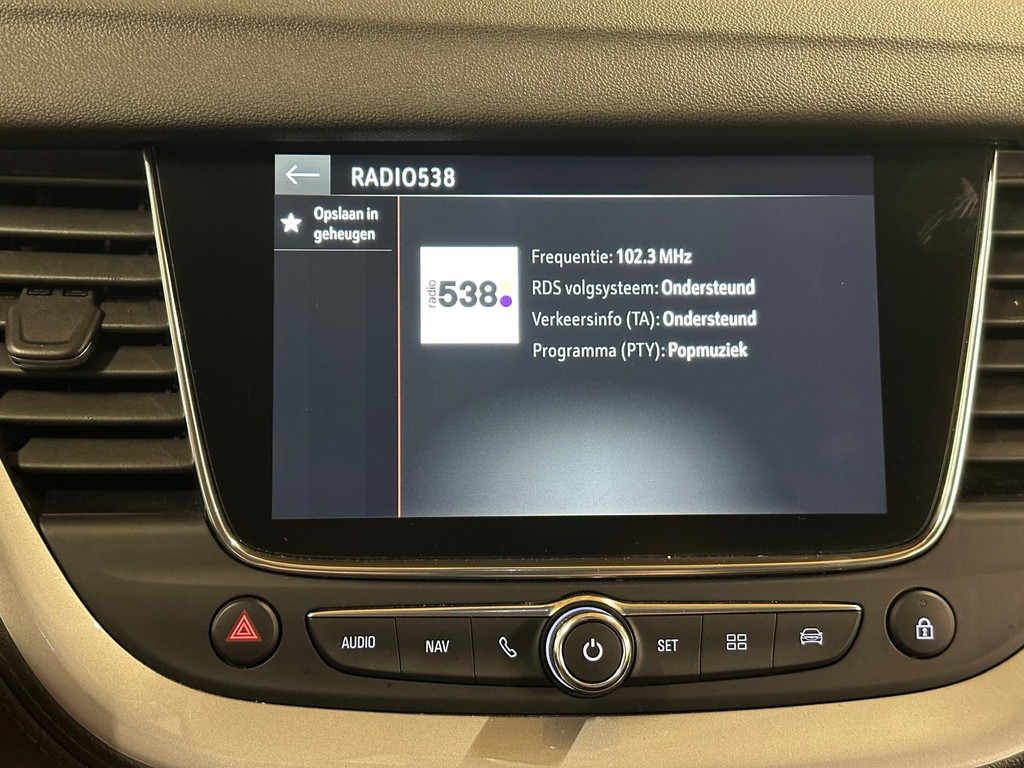 RADIO538
Opslaan in
geheugen
radio
538
Frequentie: 102.3 MHz
RDS volgsysteem: Ondersteund
Verkeersinfo (TA): Ondersteund
Programma (PTY): Popmuziek
AUDIO
NAV
SET